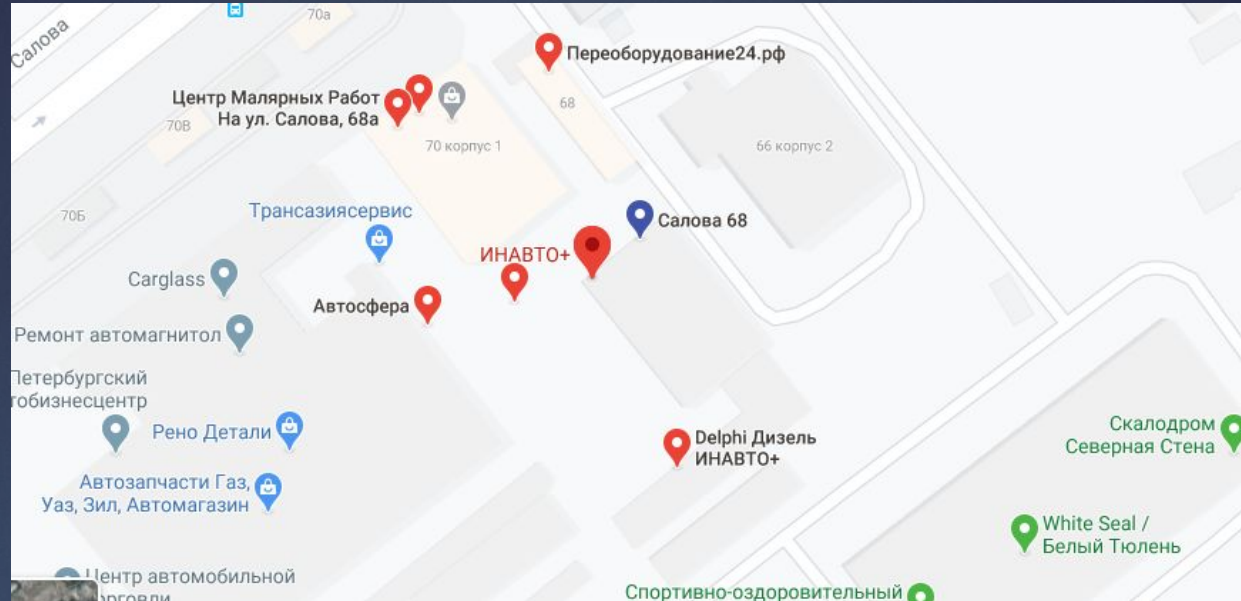 70а
Салова
Переоборудование24.рф
Центр Малярных Работ
На ул. Салова, 68а
68
70В
70 корпус 1
66 корпус 2
70Б
Трансазиясервис
Салова 68
ИНАВТО+
Carglass
Автосфера
Ремонт автомагнитол
Петербургский
тобизнесцентр
Рено Детали
Delphi Дизель
ИНАВТО+
Скалодром
Северная Стена
Автозапчасти Газ,
Уаз, Зил, Автомагазин
White Seal /
Белый Тюлень
Центр автомобильной
Спортивно-оздоровительный